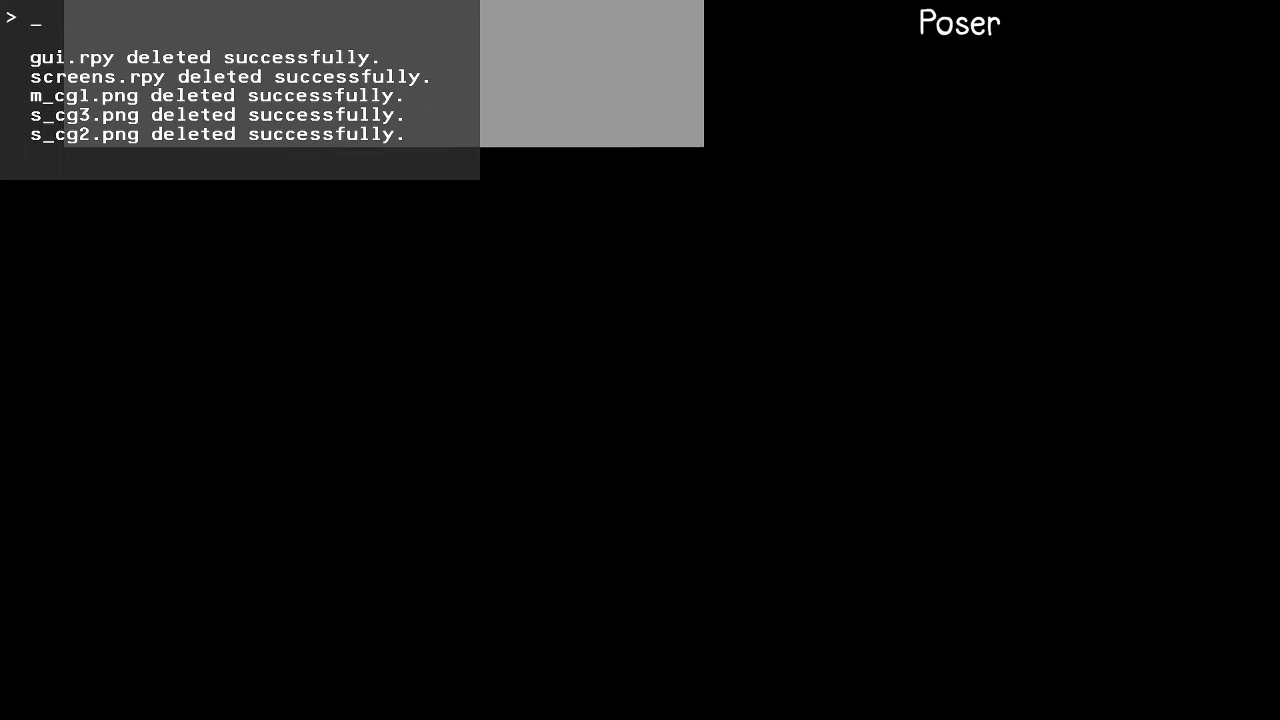 > _
Poser
gui.rpy deleted successfully.
screens.rpy deleted successfully.
m_cg1.png deleted successfully.
s_cg3.png deleted successfully.
s_cg2.png deleted successfully.